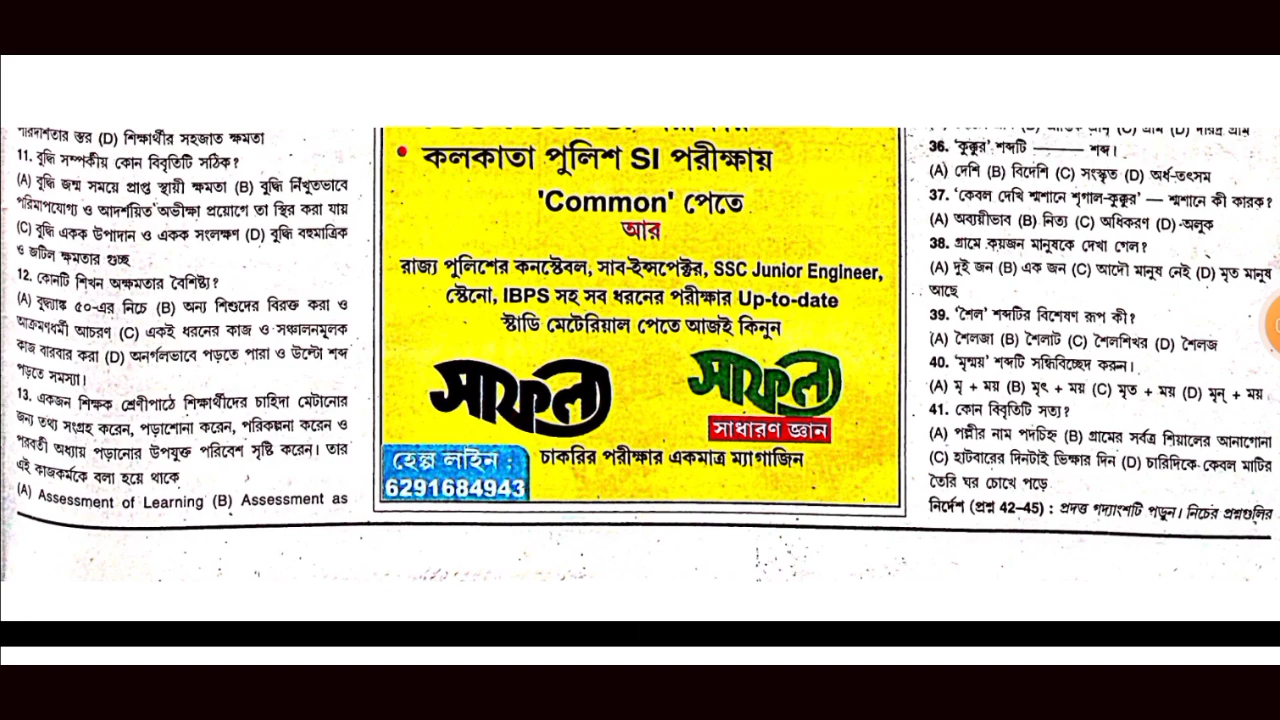 পারদর্শিতার স্তর (D) শিক্ষার্থীর সহজাত ক্ষমতা
11. বুদ্ধি সম্পর্কীয় কোন বিবৃতিটি সঠিক?
(A) বুদ্ধি জন্ম সময়ে প্রাপ্ত স্থায়ী ক্ষমতা (B) বুদ্ধি নিখুতভাবে
পরিমাপযোগ্য ও আদর্শায়িত অভীক্ষা প্রয়োগে তা স্থির করা যায়
(C) বুদ্ধি একক উপাদান ও একক সংলক্ষণ (D) বুদ্ধি বহুমাত্রিক
ও জটিল ক্ষমতার গুচ্ছ
12. কোনটি শিখন অক্ষমতার বৈশিষ্ট্য?
(A) বুদ্ধ্যাঙ্ক ৫০-এর নিচে (B) অন্য শিশুদের বিরক্ত করা ও
আক্রমণধর্মী আচরণ (C) একই ধরনের কাজ ও সঞ্চালনমূলক
কাজ বারবার করা (D) অনর্গলভাবে পড়তে পারা ও উল্টো শব্দ
পড়তে সমস্যা।
13. একজন শিক্ষক শ্রেণীপাঠে শিক্ষার্থীদের চাহিদা মেটানোর
জন্য তথ্য সংগ্রহ করেন, পড়াশোনা করেন, পরিকল্পনা করেন ও
পরবর্তী অধ্যায় পড়ানোর উপযুক্ত পরিবেশ সৃষ্টি করেন। তার
এই কাজকর্মকে বলা হয়ে থাকে
(A) Assessment of Learning (B) Assessment as
• কলকাতা পুলিশ SI পরীক্ষায়
'Common' পেতে
আর
রাজ্য পুলিশের কনস্টেবল, সাব-ইন্সপেক্টর, SSC Junior Engineer,
স্টেনো, IBPS সহ সব ধরনের পরীক্ষার Up-to-date
স্টাডি মেটেরিয়াল পেতে আজই কিনুন
সাফল্য
সাফল্য
সাধারণ জ্ঞান
হেল্প লাইন :
6291684943
চাকরির পরীক্ষার একমাত্র ম্যাগাজিন
36. ‘কুক্কুর’ শব্দটি ——— শব্দ।
(A) দেশি (B) বিদেশি (C) সংস্কৃত (D) অর্ধ-তৎসম
37. ‘কেবল দেখি শ্মশানে শৃগাল-কুক্কুর’ — শ্মশানে কী কারক?
(A) অব্যয়ীভাব (B) নিত্য (C) অধিকরণ (D) অলুক
38. গ্রামে কয়জন মানুষকে দেখা গেল?
(A) দুই জন (B) এক জন (C) আদৌ মানুষ নেই (D) মৃত মানুষ
আছে
39. ‘শৈল’ শব্দটির বিশেষণ রূপ কী?
(A) শৈলজা (B) শৈলাট (C) শৈলশিখর (D) শৈলজ
40. ‘মৃন্ময়’ শব্দটি সন্ধিবিচ্ছেদ করুন।
(A) মৃ + ময় (B) মৃৎ + ময় (C) মৃত + ময় (D) মৃন্ + ময়
41. কোন বিবৃতিটি সত্য?
(A) পল্লীর নাম পদচিহ্ন (B) গ্রামের সর্বত্র শিয়ালের আনাগোনা
(C) হাটবারের দিনটাই ভিক্ষার দিন (D) চারিদিকে কেবল মাটির
তৈরি ঘর চোখে পড়ে
নির্দেশ (প্রশ্ন 42–45) : প্রদত্ত গদ্যাংশটি পড়ুন। নিচের প্রশ্নগুলির